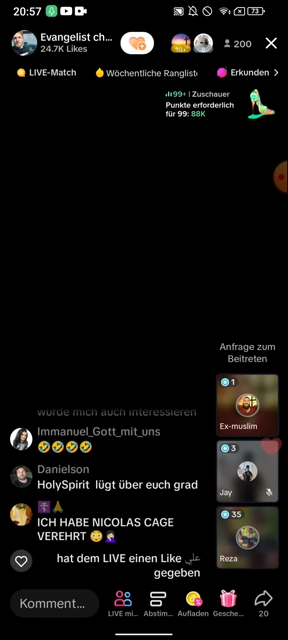 20:57
73
Evangelist ch...
24.7K Likes
200
LIVE-Match
Wöchentliche Ranglist
Erkunden
99+ | Zuschauer
Punkte erforderlich
für 99: 88K
Anfrage zum
Beitreten
1
Ex-muslim
würde mich auch interessieren
Immanuel_Gott_mit_uns
🤣🤣🤣🤣
3
Jay
Danielson
HolySpirit lügt über euch grad
ICH HABE NICOLAS CAGE
VEREHRT 😳🤦🏻‍♀️
35
Reza
علي hat dem LIVE einen Like
gegeben
Komment...
LIVE mi...
Abstim...
Aufladen
Gesche...
20